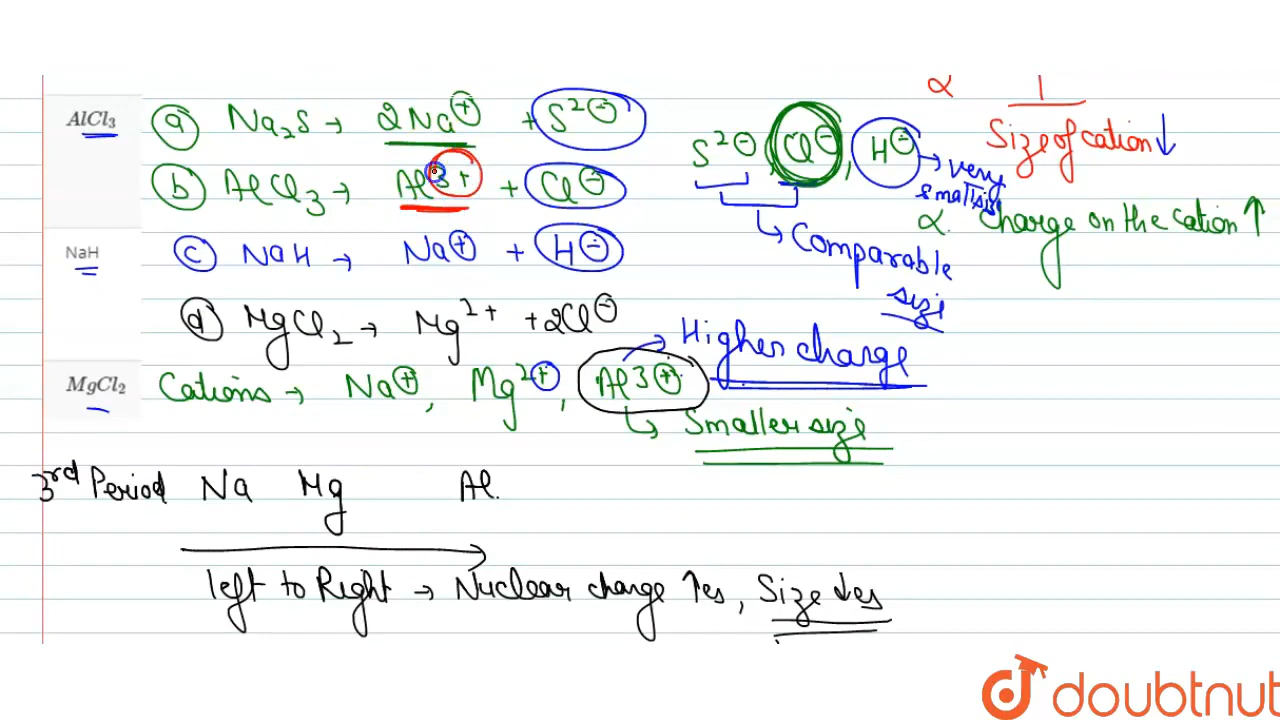 AlCl3
(a) Na2S → 2Na⊕ + S2⊖
(b) AlCl3 → Al3+ + Cl⊖
NaH
(c) NaH → Na⊕ + H⊖
(d) MgCl2 → Mg2+ + 2Cl⊖
MgCl2
Cations → Na⊕, Mg2+, Al3⊕
→ Higher charge
→ Smaller size
S2⊖, Cl⊖, H⊖ → very small size
→ Comparable size
α 1
Size of cation ↓
α. Charge on the cation ↑
3rd Period Na Mg Al.
left to Right → Nuclear charge ↑es, Size ↓es
doubtnut